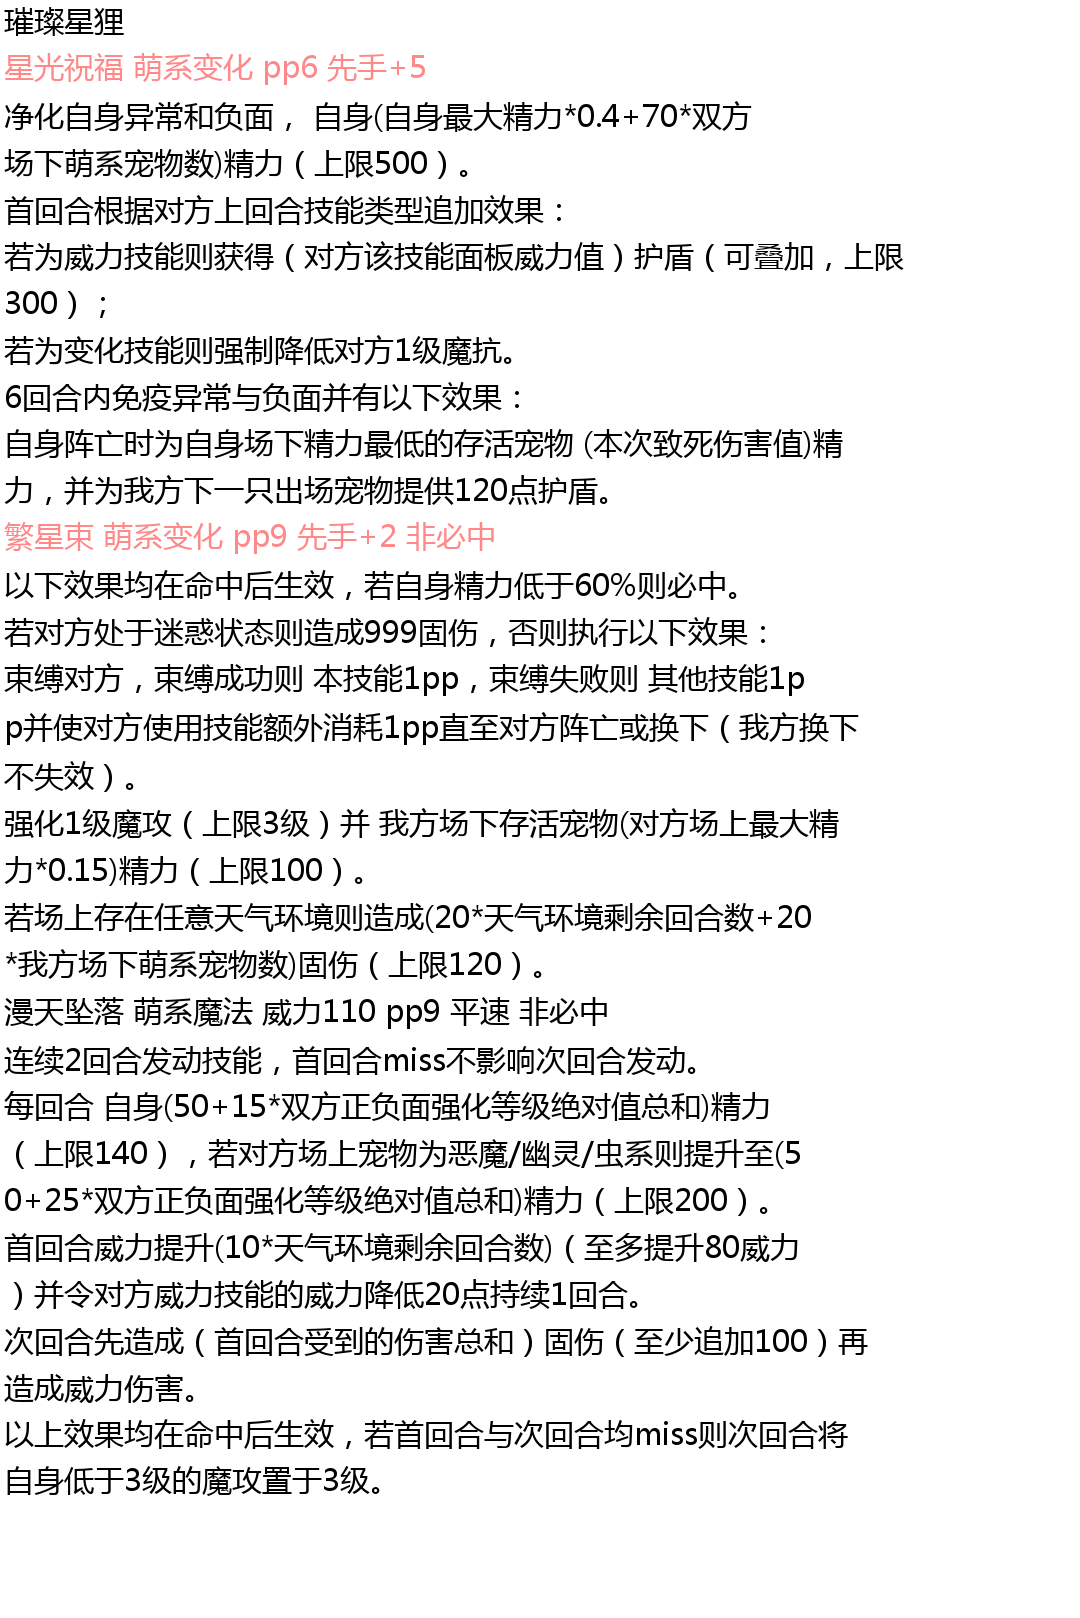 璀璨星狸
星光祝福 萌系变化 pp6 先手+5
净化自身异常和负面， 自身(自身最大精力*0.4+70*双方
场下萌系宠物数)精力（上限500）。
首回合根据对方上回合技能类型追加效果：
若为威力技能则获得（对方该技能面板威力值）护盾（可叠加，上限
300）；
若为变化技能则强制降低对方1级魔抗。
6回合内免疫异常与负面并有以下效果：
自身阵亡时为自身场下精力最低的存活宠物 (本次致死伤害值)精
力，并为我方下一只出场宠物提供120点护盾。
繁星束 萌系变化 pp9 先手+2 非必中
以下效果均在命中后生效，若自身精力低于60%则必中。
若对方处于迷惑状态则造成999固伤，否则执行以下效果：
束缚对方，束缚成功则 本技能1pp，束缚失败则 其他技能1p
p并使对方使用技能额外消耗1pp直至对方阵亡或换下（我方换下
不失效）。
强化1级魔攻（上限3级）并 我方场下存活宠物(对方场上最大精
力*0.15)精力（上限100）。
若场上存在任意天气环境则造成(20*天气环境剩余回合数+20
*我方场下萌系宠物数)固伤（上限120）。
漫天坠落 萌系魔法 威力110 pp9 平速 非必中
连续2回合发动技能，首回合miss不影响次回合发动。
每回合 自身(50+15*双方正负面强化等级绝对值总和)精力
（上限140），若对方场上宠物为恶魔/幽灵/虫系则提升至(5
0+25*双方正负面强化等级绝对值总和)精力（上限200）。
首回合威力提升(10*天气环境剩余回合数)（至多提升80威力
）并令对方威力技能的威力降低20点持续1回合。
次回合先造成（首回合受到的伤害总和）固伤（至少追加100）再
造成威力伤害。
以上效果均在命中后生效，若首回合与次回合均miss则次回合将
自身低于3级的魔攻置于3级。